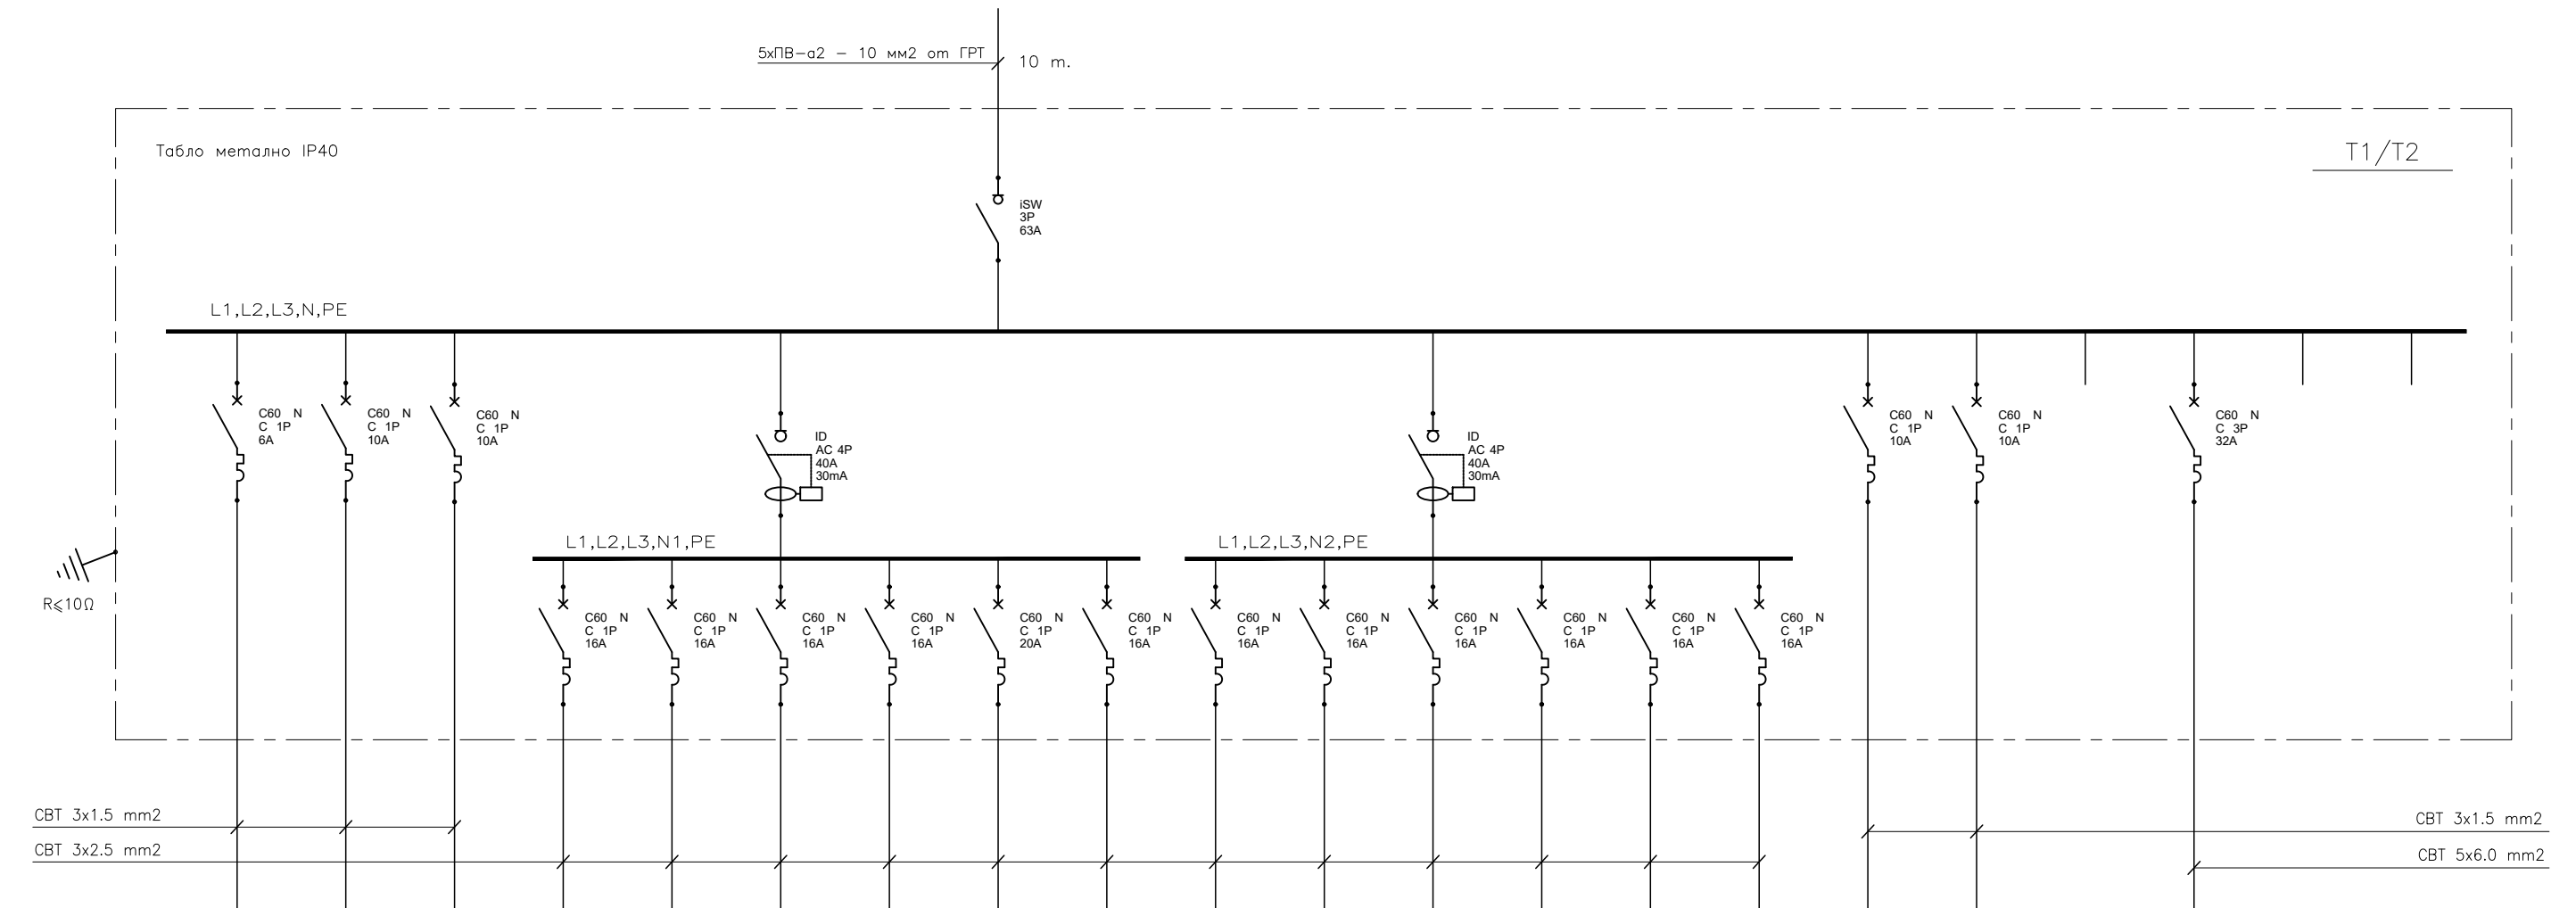 5хПВ-а2 - 10 мм2 от ГРТ
10 m.
Табло метално IP40
T1/T2
iSW
3P
63A
L1,L2,L3,N,PE
C60 N
C 1P
6A
C60 N
C 1P
10A
C60 N
C 1P
10A
ID
AC 4P
40A
30mA
ID
AC 4P
40A
30mA
C60 N
C 1P
10A
C60 N
C 1P
10A
C60 N
C 3P
32A
L1,L2,L3,N1,PE
L1,L2,L3,N2,PE
R⩽10Ω
C60 N
C 1P
16A
C60 N
C 1P
16A
C60 N
C 1P
16A
C60 N
C 1P
16A
C60 N
C 1P
20A
C60 N
C 1P
16A
C60 N
C 1P
16A
C60 N
C 1P
16A
C60 N
C 1P
16A
C60 N
C 1P
16A
C60 N
C 1P
16A
C60 N
C 1P
16A
СВТ 3x1.5 mm2
СВТ 3x2.5 mm2
СВТ 3x1.5 mm2
СВТ 5x6.0 mm2